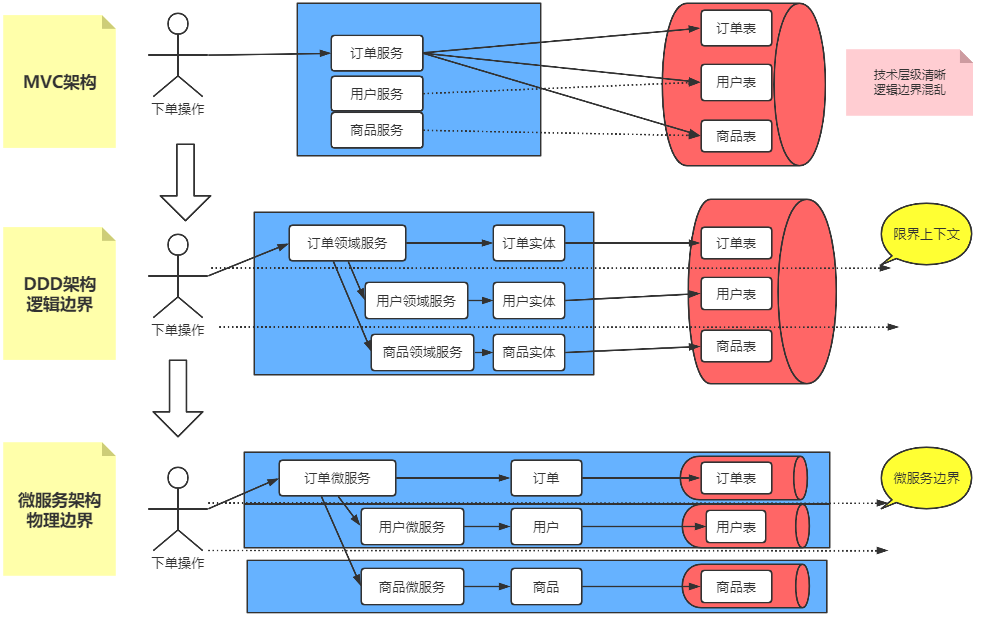 MVC架构
下单操作
订单服务
用户服务
商品服务
订单表
用户表
商品表
技术层级清晰
逻辑边界混乱
DDD架构
逻辑边界
下单操作
订单领域服务
订单实体
订单表
用户领域服务
用户实体
用户表
商品领域服务
商品实体
商品表
限界上下文
微服务架构
物理边界
下单操作
订单微服务
订单
订单表
用户微服务
用户
用户表
商品微服务
商品
商品表
微服务边界